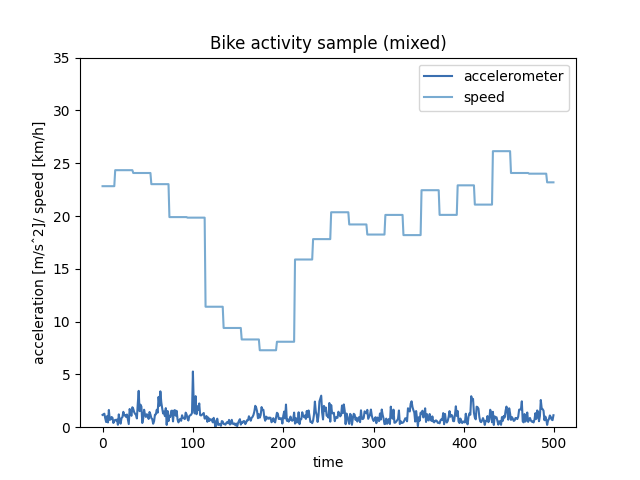 Bike activity sample (mixed)
accelerometer
speed
35
30
25
20
15
10
5
0
acceleration [m/s^2]/ speed [km/h]
0 100 200 300 400 500
time